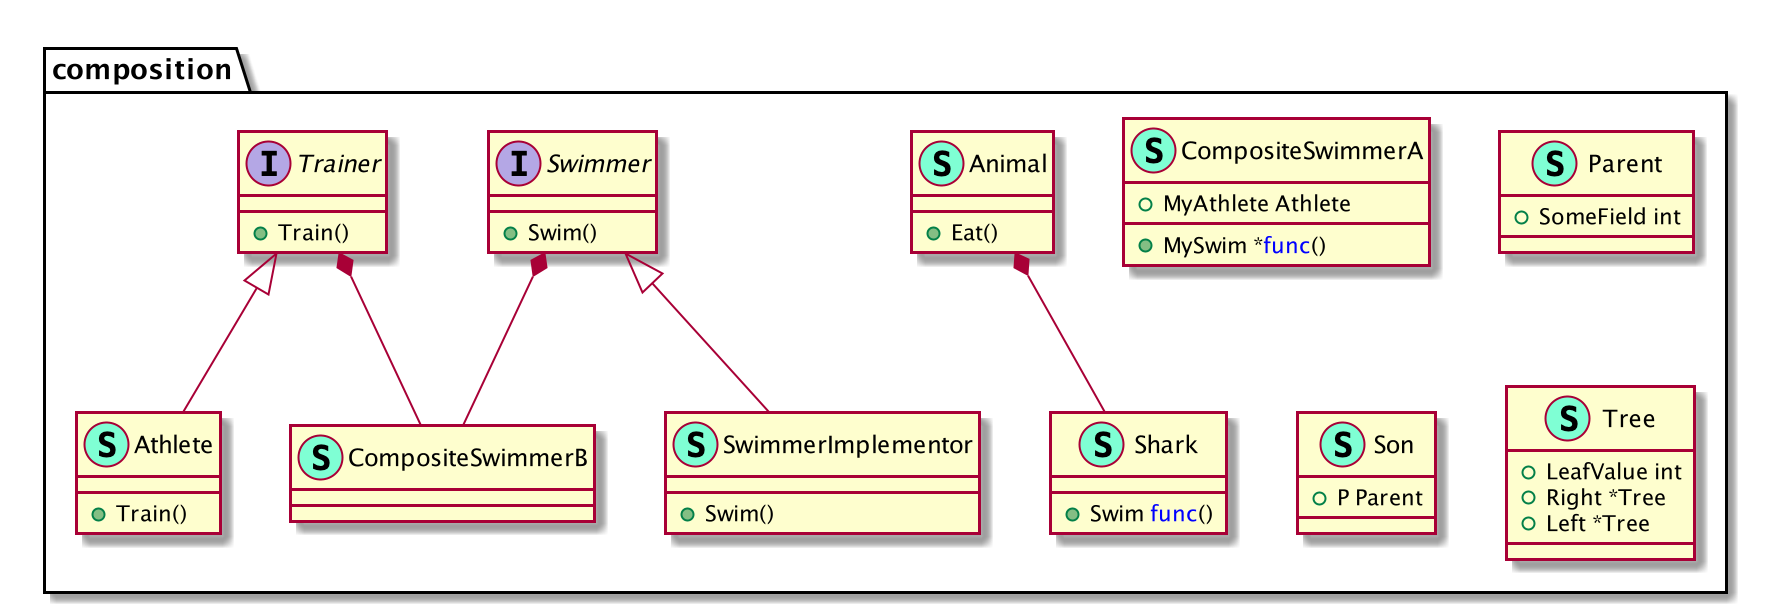 composition
I Trainer
Train()
I Swimmer
Swim()
S Animal
Eat()
S CompositeSwimmerA
MyAthlete Athlete
MySwim *func()
S Parent
SomeField int
S Athlete
Train()
S CompositeSwimmerB
S SwimmerImplementor
Swim()
S Shark
Swim func()
S Son
P Parent
S Tree
LeafValue int
Right *Tree
Left *Tree